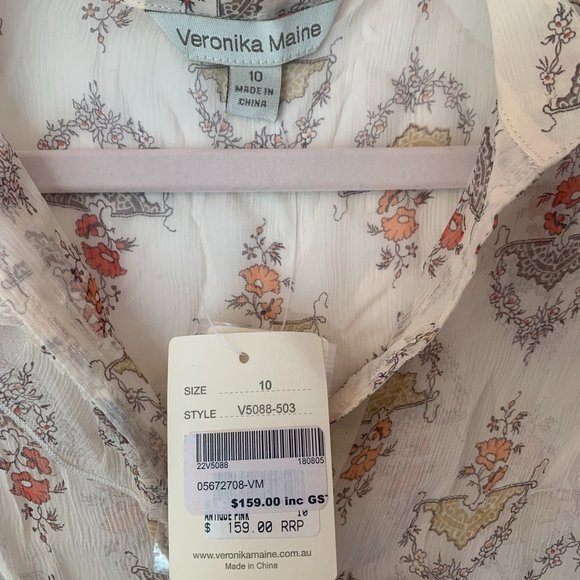 Veronika Maine
10
MADE IN
CHINA
SIZE 10
STYLE V5088-503
22V5088 180805
05672708-VM
$159.00 inc GST
ANTIQUE PINK 10
$ 159.00 RRP
www.veronikamaine.com.au
Made in China